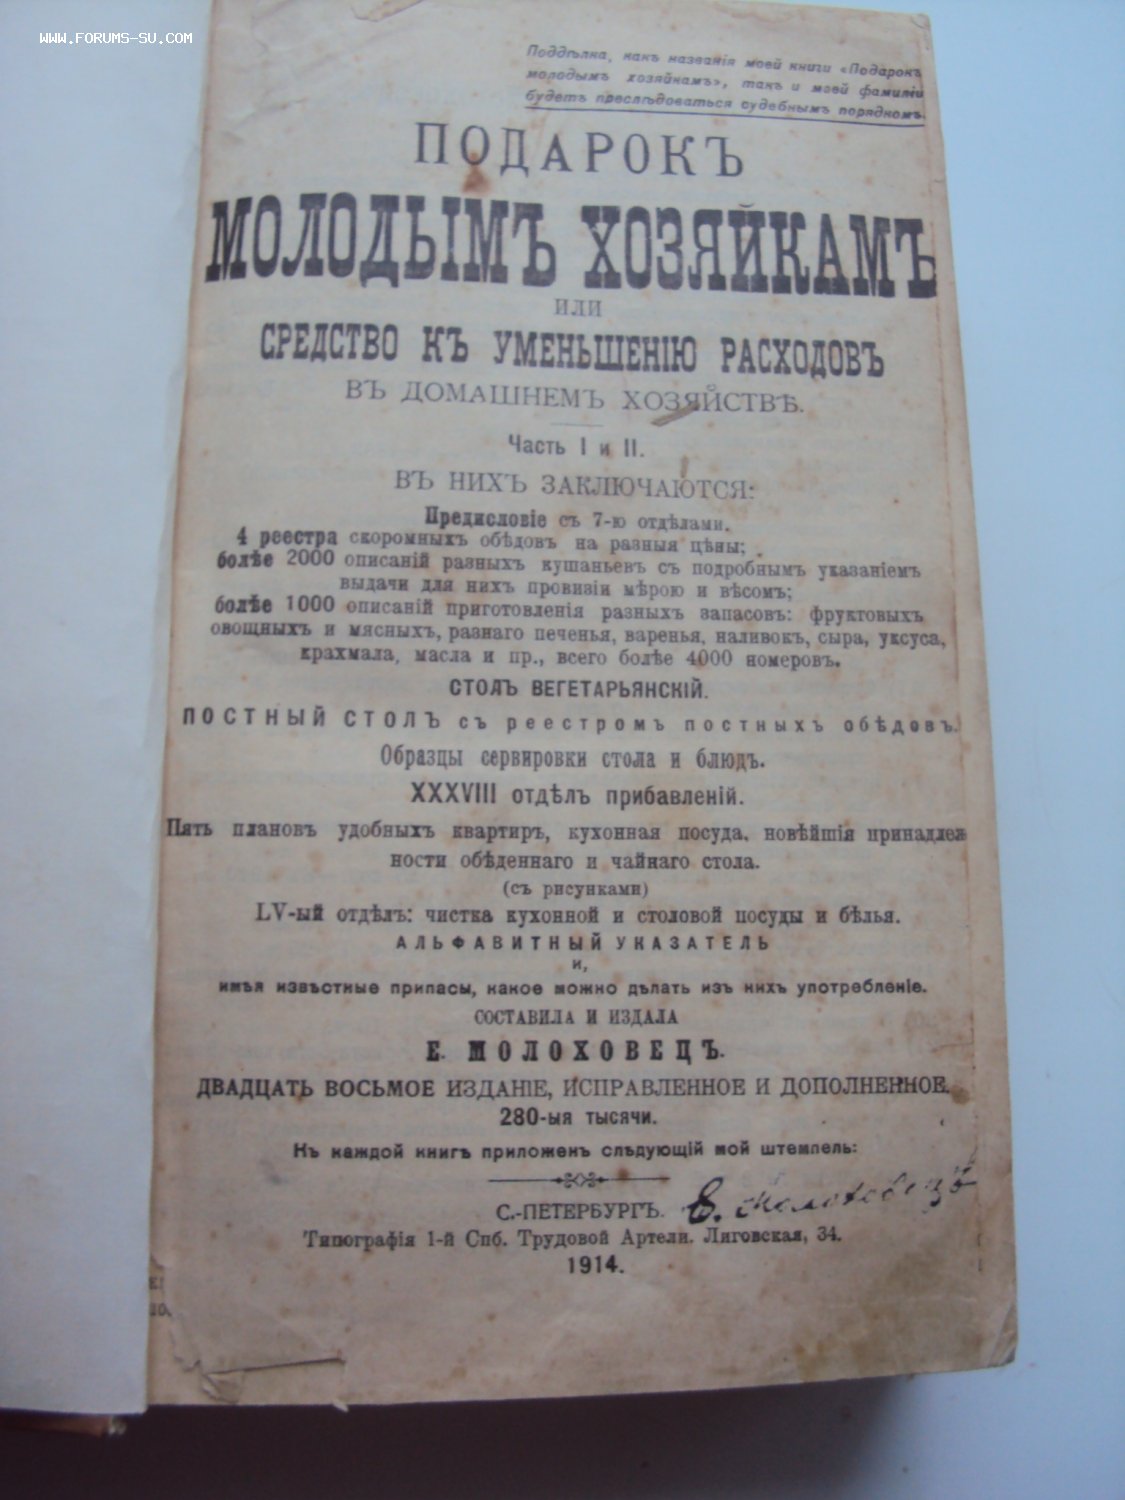 WWW.FORUMS-SU.COM
Поддѣлка, какъ названія моей книги «Подарокъ
молодымъ хозяйкамъ», такъ и моей фамиліи
будетъ преслѣдоваться судебнымъ порядкомъ.
ПОДАРОКЪ
МОЛОДЫМЪ ХОЗЯЙКАМЪ
ИЛИ
СРЕДСТВО КЪ УМЕНЬШЕНІЮ РАСХОДОВЪ
ВЪ ДОМАШНЕМЪ ХОЗЯЙСТВѢ.
Часть I и II.
ВЪ НИХЪ ЗАКЛЮЧАЮТСЯ:
Предисловіе съ 7-ю отдѣлами.
4 реестра скоромныхъ обѣдовъ на разныя цѣны;
болѣе 2000 описаній разныхъ кушаньевъ съ подробнымъ указаніемъ
выдачи для нихъ провизіи мѣрою и вѣсомъ;
болѣе 1000 описаній приготовленія разныхъ запасовъ: фруктовыхъ
овощныхъ и мясныхъ, разнаго печенья, варенья, наливокъ, сыра, уксуса,
крахмала, масла и пр., всего болѣе 4000 номеровъ.
СТОЛЪ ВЕГЕТАРЬЯНСКІЙ.
ПОСТНЫЙ СТОЛЪ съ реестромъ постныхъ обѣдовъ.
Образцы сервировки стола и блюдъ.
XXXVIII отдѣлъ прибавленій.
Пять плановъ удобныхъ квартиръ, кухонная посуда, новѣйшія принадлеж
ности обѣденнаго и чайнаго стола.
(съ рисунками)
LV-ый отдѣлъ: чистка кухонной и столовой посуды и бѣлья.
АЛЬФАВИТНЫЙ УКАЗАТЕЛЬ
и,
имѣя извѣстные припасы, какое можно дѣлать изъ нихъ употребленіе.
СОСТАВИЛА И ИЗДАЛА
Е. МОЛОХОВЕЦЪ.
ДВАДЦАТЬ ВОСЬМОЕ ИЗДАНІЕ, ИСПРАВЛЕННОЕ И ДОПОЛНЕННОЕ.
280-ыя тысячи.
Къ каждой книгѣ приложенъ слѣдующій мой штемпель:
С.-ПЕТЕРБУРГЪ. Е. Молоховецъ
Типографія 1-й Спб. Трудовой Артели. Лиговская, 34.
1914.